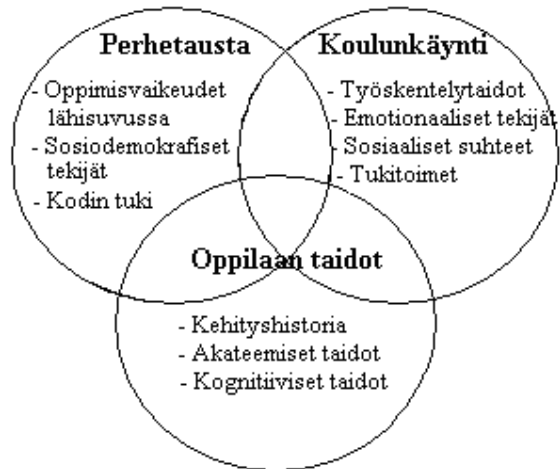 Perhetausta
- Oppimisvaikeudet
lähisuvussa
- Sosiodemokrafiset
tekijät
- Kodin tuki
Koulunkäynti
- Työskentelytaidot
- Emotionaaliset tekijät
- Sosiaaliset suhteet
- Tukitoimet
Oppilaan taidot
- Kehityshistoria
- Akateemiset taidot
- Kognitiiviset taidot